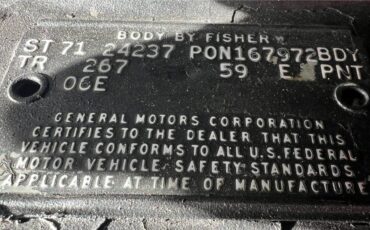 BODY BY FISHER
ST 71 24237 PON167972BDY
TR 267 59 E PNT
06E
GENERAL MOTORS CORPORATION
CERTIFIES TO THE DEALER THAT THIS
VEHICLE CONFORMS TO ALL U.S. FEDERAL
MOTOR VEHICLE SAFETY STANDARDS
APPLICABLE AT TIME OF MANUFACTURE